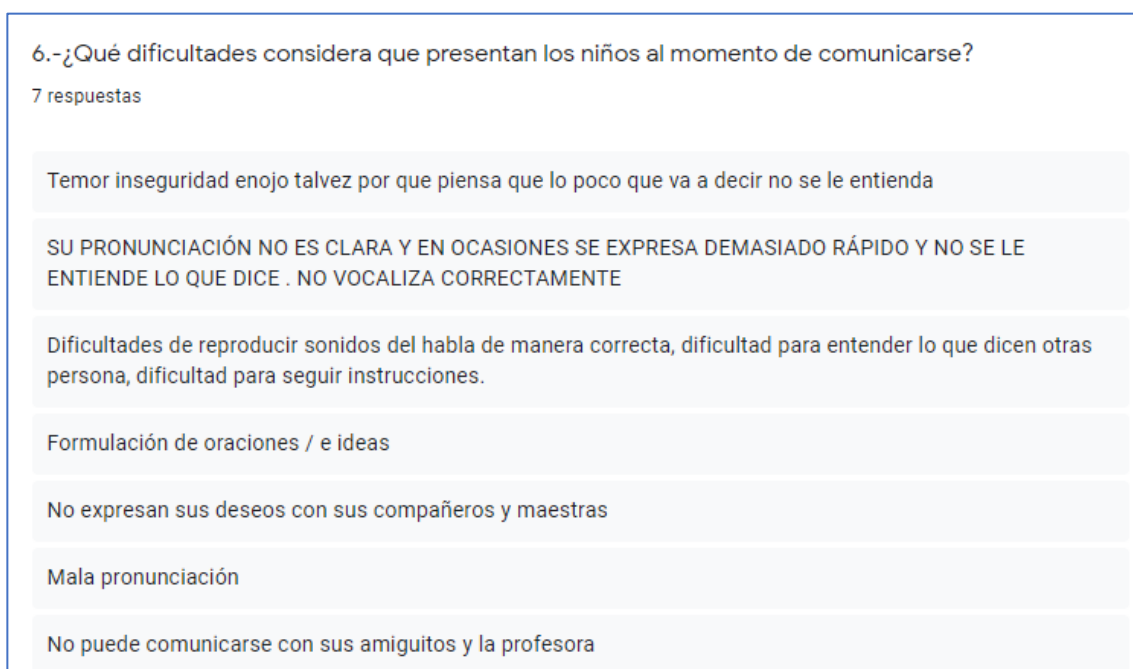 6.-¿Qué dificultades considera que presentan los niños al momento de comunicarse?
7 respuestas
Temor inseguridad enojo talvez por que piensa que lo poco que va a decir no se le entienda
SU PRONUNCIACIÓN NO ES CLARA Y EN OCASIONES SE EXPRESA DEMASIADO RÁPIDO Y NO SE LE
ENTIENDE LO QUE DICE . NO VOCALIZA CORRECTAMENTE
Dificultades de reproducir sonidos del habla de manera correcta, dificultad para entender lo que dicen otras
persona, dificultad para seguir instrucciones.
Formulación de oraciones / e ideas
No expresan sus deseos con sus compañeros y maestras
Mala pronunciación
No puede comunicarse con sus amiguitos y la profesora